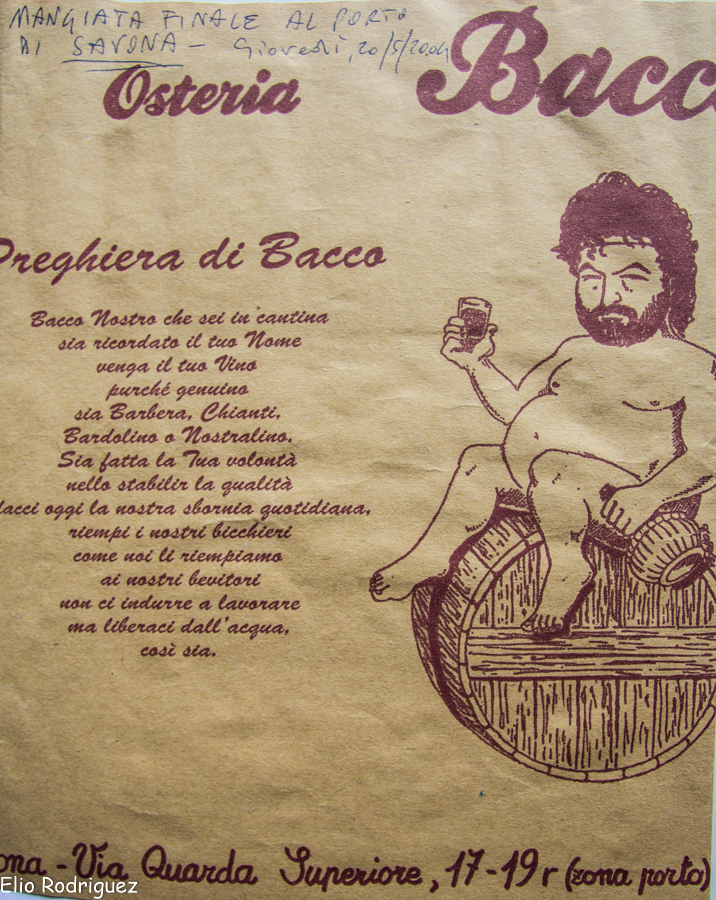 MANGIATA FINALE AL PORTO
DI SAVONA - Giovedì, 20/5/2004
Osteria Bacc
Preghiera di Bacco
Bacco Nostro che sei in cantina
sia ricordato il tuo Nome
venga il tuo Vino
purché genuino
sia Barbera, Chianti,
Bardolino o Nostralino.
Sia fatta la Tua volontà
nello stabilir la qualità
dacci oggi la nostra sbornia quotidiana,
riempi i nostri bicchieri
come noi li riempiamo
ai nostri bevitori
non ci indurre a lavorare
ma liberaci dall'acqua,
così sia.
ona - Via Quarda Superiore, 17-19 r (zona porto)
Elio Rodriguez